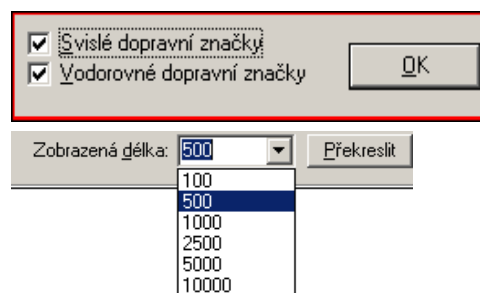 Svislé dopravní značky
Vodorovné dopravní značky
OK
Zobrazená délka: 500 Překreslit
100
500
1000
2500
5000
10000